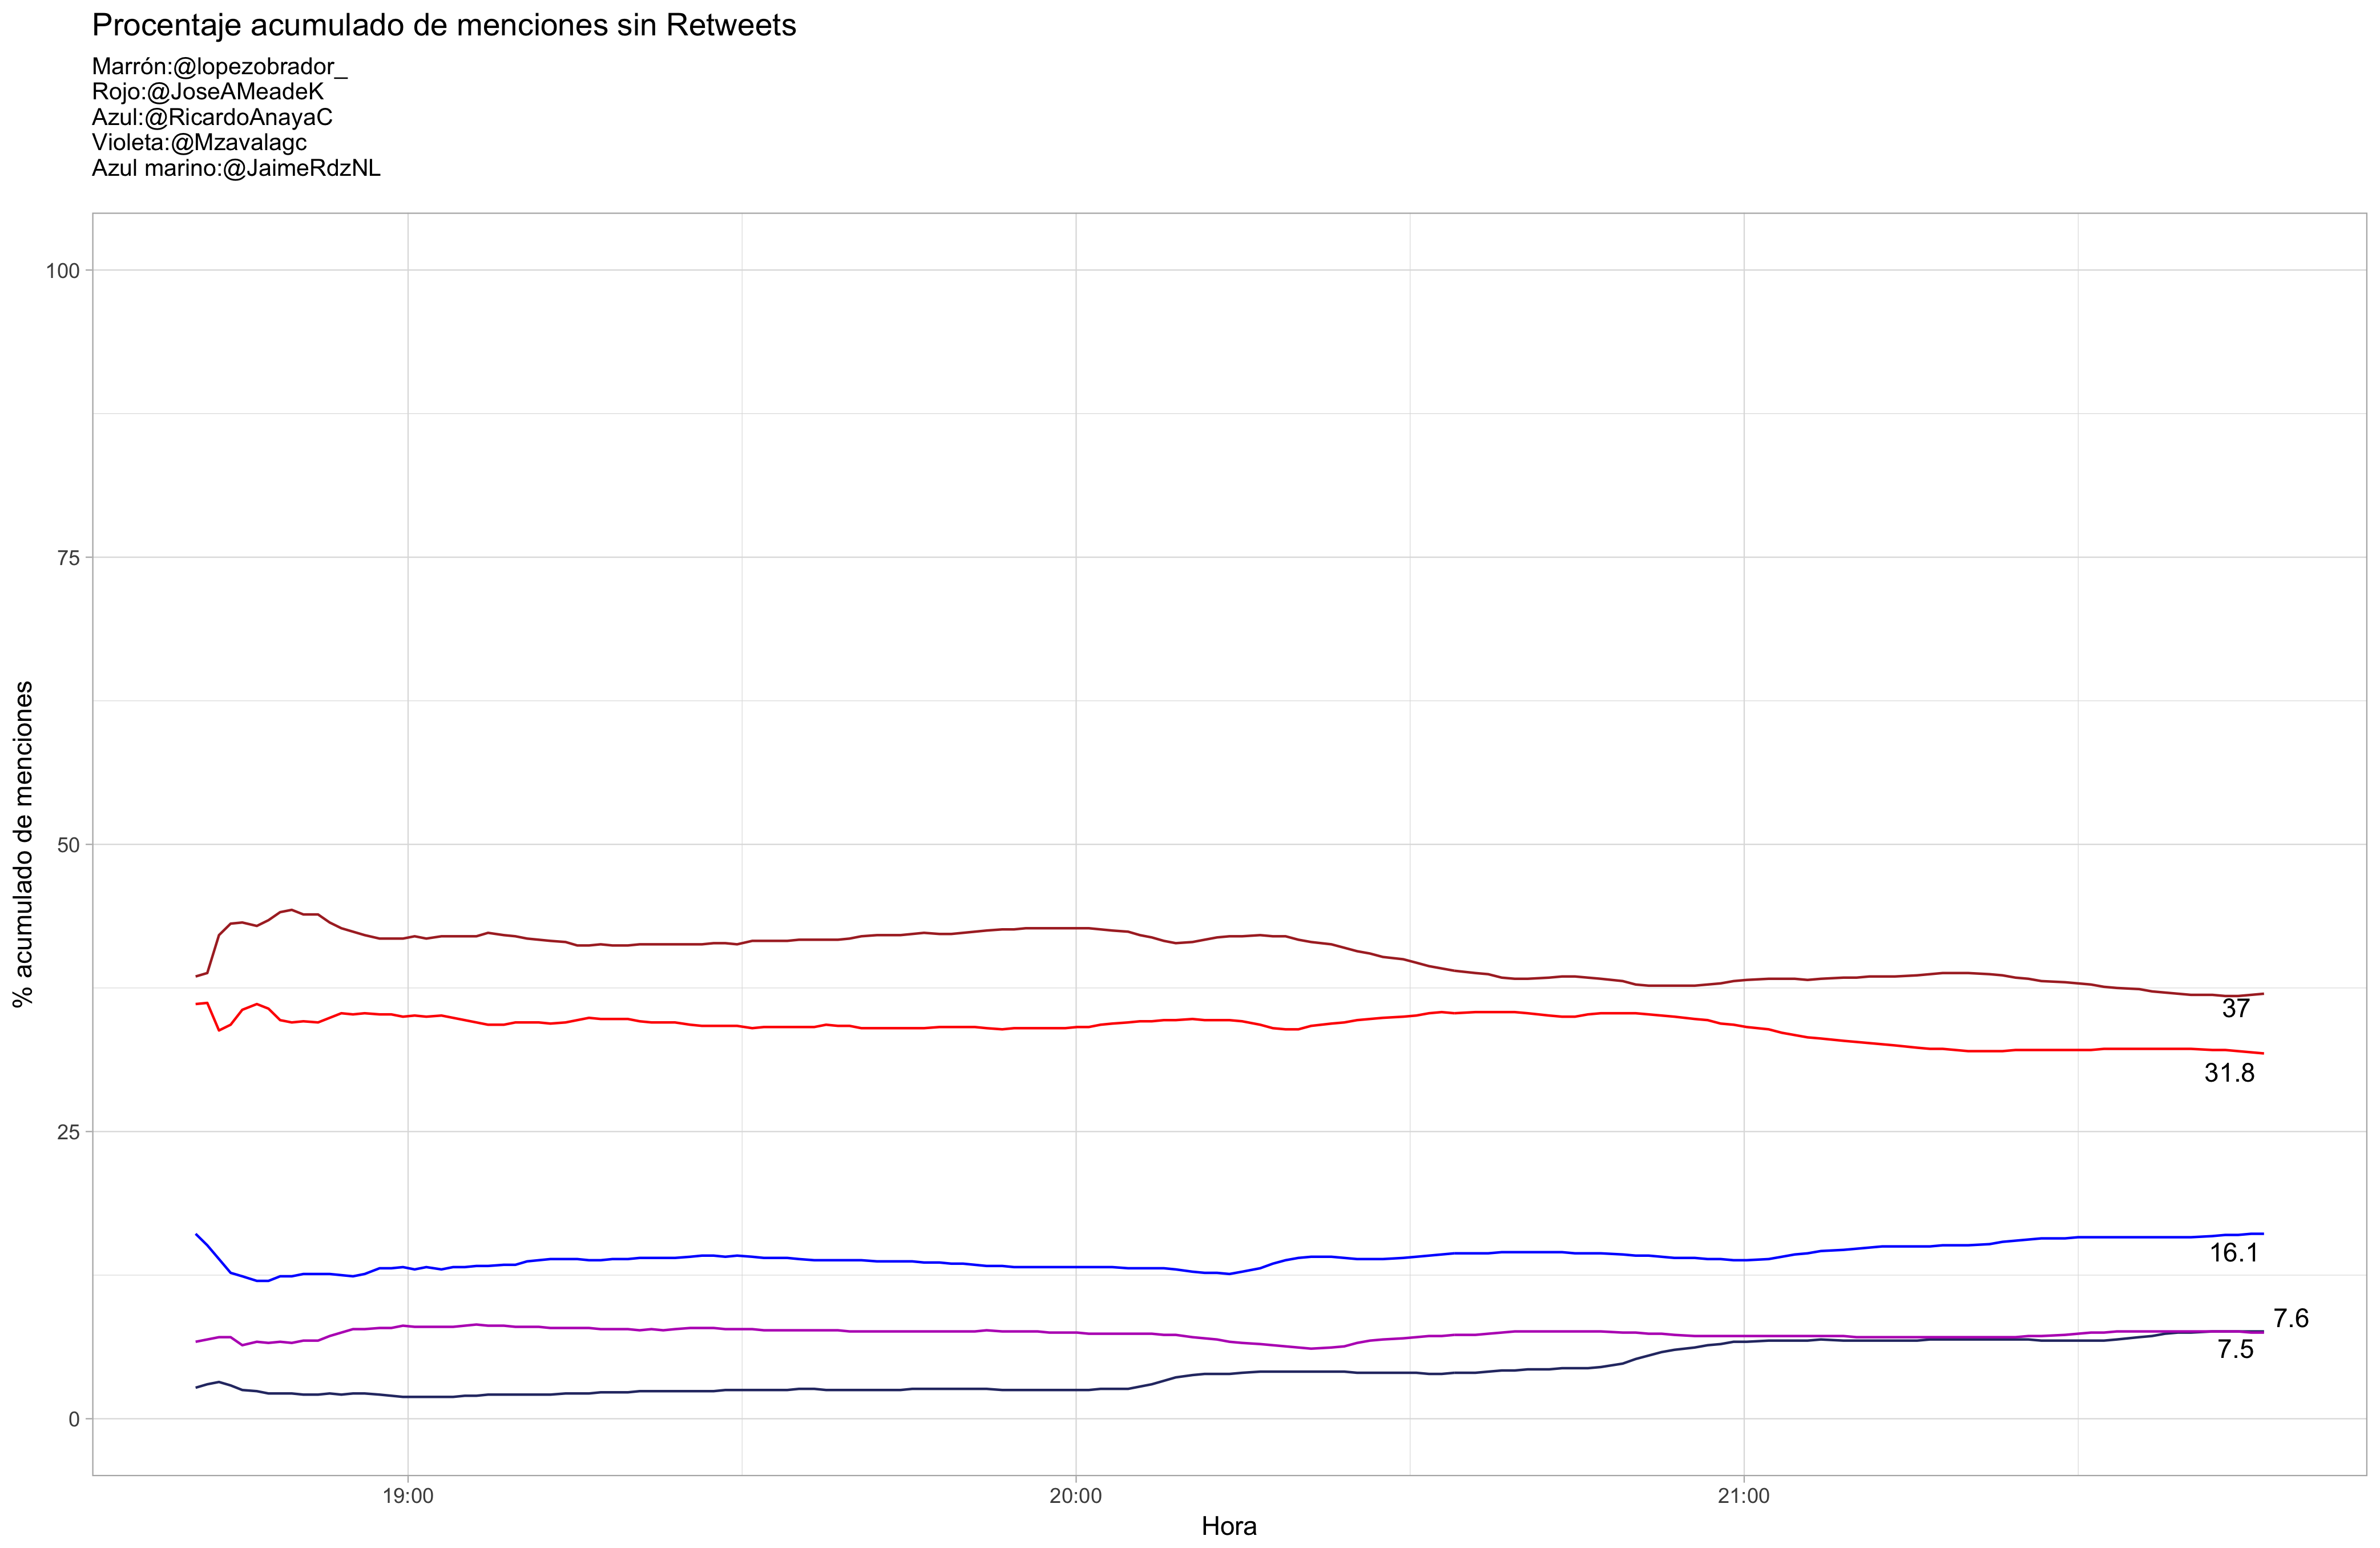 Procentaje acumulado de menciones sin Retweets
Marrón:@lopezobrador_
Rojo:@JoseAMeadeK
Azul:@RicardoAnayaC
Violeta:@Mzavalagc
Azul marino:@JaimeRdzNL
100
75
50
25
0
% acumulado de menciones
37
31.8
16.1
7.6
7.5
19:00
20:00
21:00
Hora